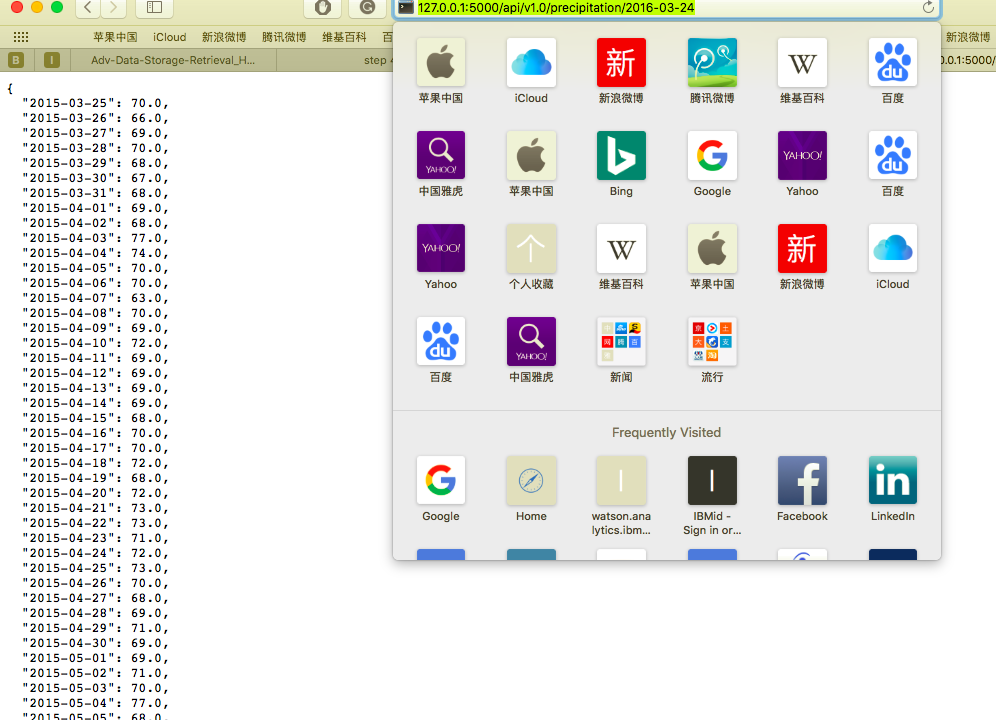 127.0.0.1:5000/api/v1.0/precipitation/2016-03-24
苹果中国 iCloud 新浪微博 腾讯微博 维基百科 百
新浪微博
B I Adv-Data-Storage-Retrieval_H... step
0.0.1:5000/
{
"2015-03-25": 70.0,
"2015-03-26": 66.0,
"2015-03-27": 69.0,
"2015-03-28": 70.0,
"2015-03-29": 68.0,
"2015-03-30": 67.0,
"2015-03-31": 68.0,
"2015-04-01": 69.0,
"2015-04-02": 68.0,
"2015-04-03": 77.0,
"2015-04-04": 74.0,
"2015-04-05": 70.0,
"2015-04-06": 70.0,
"2015-04-07": 63.0,
"2015-04-08": 70.0,
"2015-04-09": 69.0,
"2015-04-10": 72.0,
"2015-04-11": 69.0,
"2015-04-12": 69.0,
"2015-04-13": 69.0,
"2015-04-14": 69.0,
"2015-04-15": 68.0,
"2015-04-16": 70.0,
"2015-04-17": 70.0,
"2015-04-18": 72.0,
"2015-04-19": 68.0,
"2015-04-20": 72.0,
"2015-04-21": 73.0,
"2015-04-22": 73.0,
"2015-04-23": 71.0,
"2015-04-24": 72.0,
"2015-04-25": 73.0,
"2015-04-26": 70.0,
"2015-04-27": 68.0,
"2015-04-28": 69.0,
"2015-04-29": 71.0,
"2015-04-30": 69.0,
"2015-05-01": 69.0,
"2015-05-02": 71.0,
"2015-05-03": 70.0,
"2015-05-04": 77.0,
"2015-05-05": 68.0,
新 W du
苹果中国 iCloud 新浪微博 腾讯微博 维基百科 百度
YAHOO! YAHOO! du
中国雅虎 苹果中国 Bing Google Yahoo 百度
YAHOO! 个 W 新
Yahoo 个人收藏 维基百科 苹果中国 新浪微博 iCloud
du YAHOO!
百度 中国雅虎 新闻 流行
Frequently Visited
in
Google Home watson.ana IBMid - Facebook LinkedIn
lytics.ibm... Sign in or...